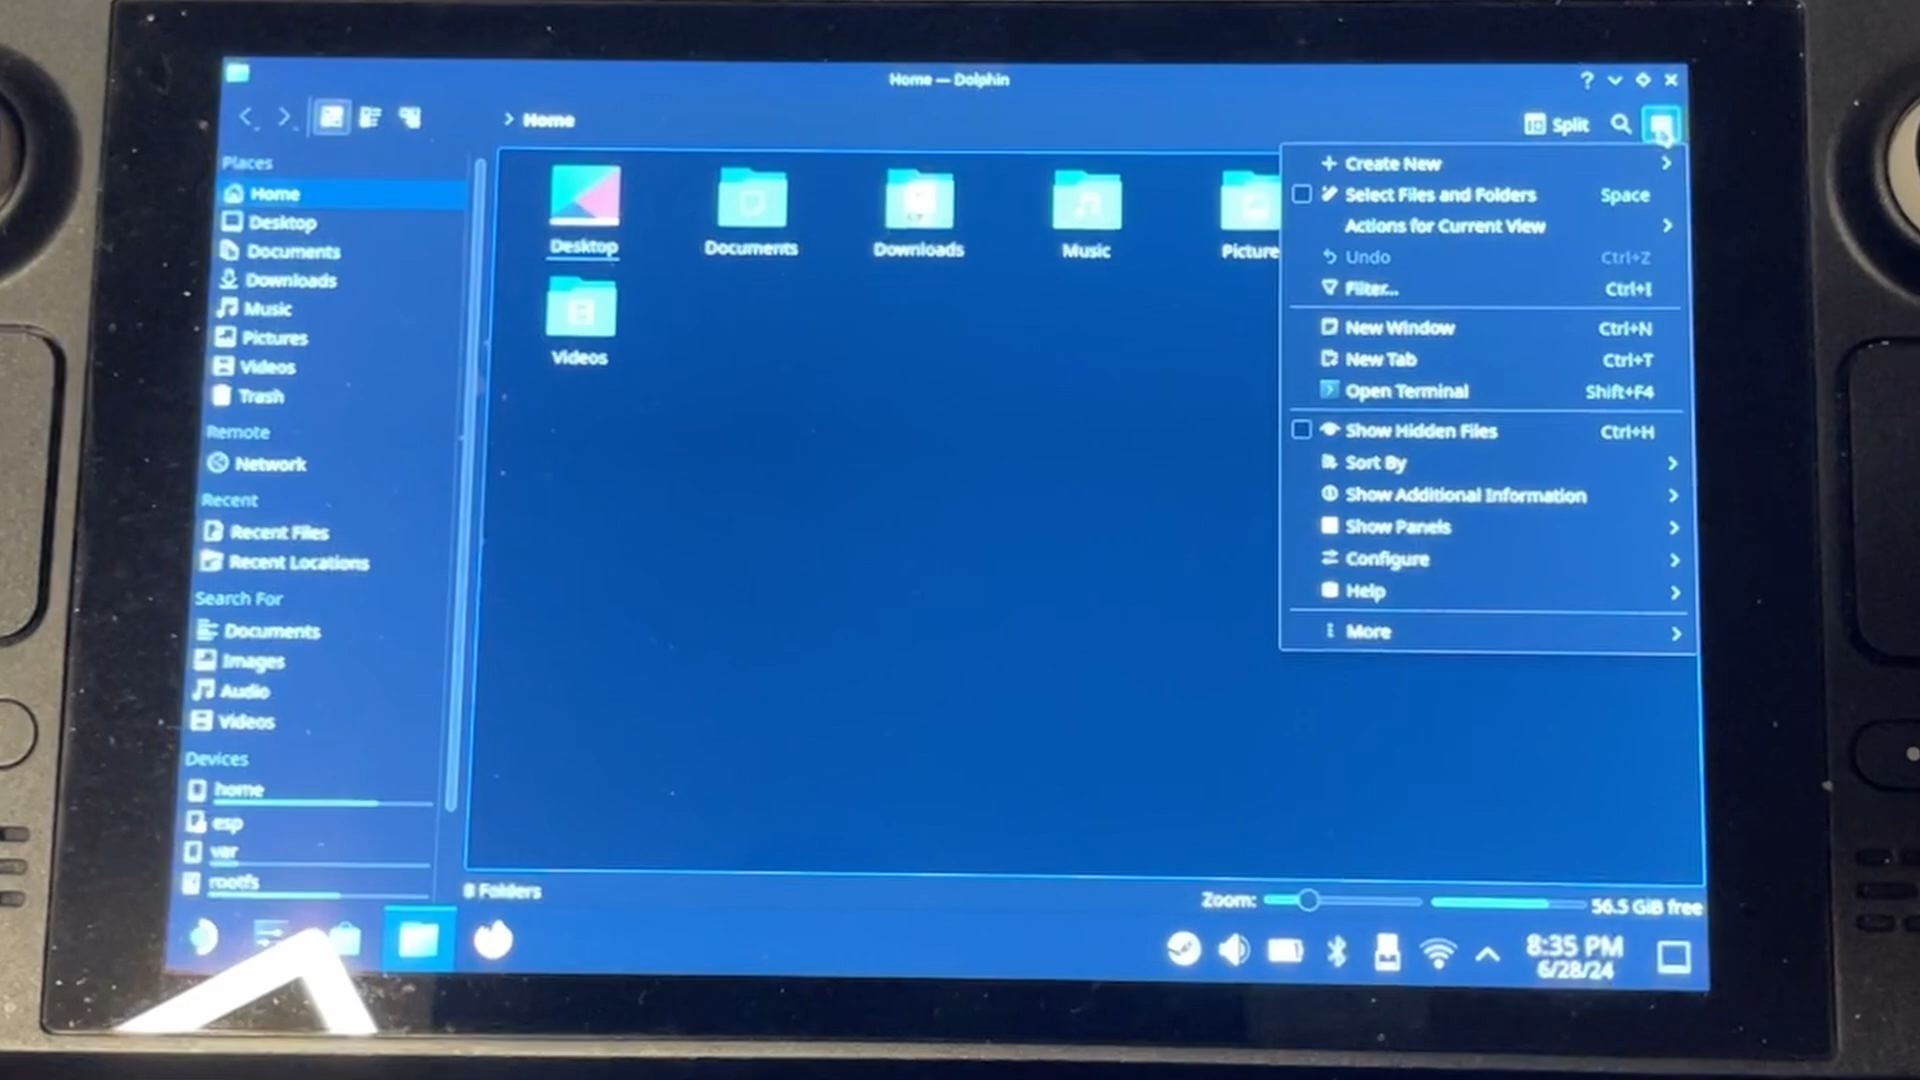 Home — Dolphin
Home
Split
Places
Home
Desktop
Documents
Downloads
Music
Pictures
Videos
Trash
Remote
Network
Recent
Recent Files
Recent Locations
Search For
Documents
Images
Audio
Videos
Devices
home
esp
var
rootfs
Desktop
Documents
Downloads
Music
Picture
Videos
Create New
Select Files and Folders Space
Actions for Current View
Undo Ctrl+Z
Filter... Ctrl+I
New Window Ctrl+N
New Tab Ctrl+T
Open Terminal Shift+F4
Show Hidden Files Ctrl+H
Sort By
Show Additional Information
Show Panels
Configure
Help
More
8 Folders
Zoom:
56.5 GiB free
8:35 PM
6/28/24